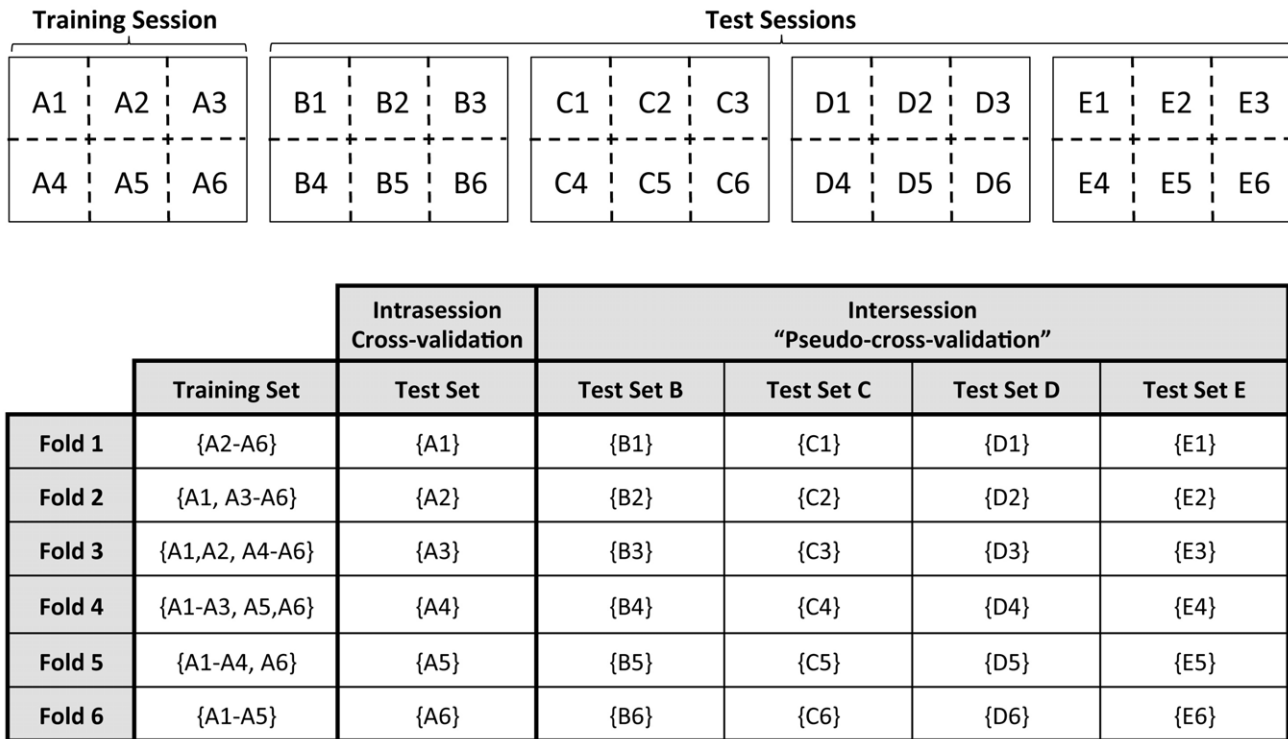 Training Session
Test Sessions
A1 A2 A3 B1 B2 B3 C1 C2 C3 D1 D2 D3 E1 E2 E3
A4 A5 A6 B4 B5 B6 C4 C5 C6 D4 D5 D6 E4 E5 E6
Intrasession
Cross-validation
Intersession
“Pseudo-cross-validation”
Training Set Test Set Test Set B Test Set C Test Set D Test Set E
Fold 1 {A2-A6} {A1} {B1} {C1} {D1} {E1}
Fold 2 {A1, A3-A6} {A2} {B2} {C2} {D2} {E2}
Fold 3 {A1,A2, A4-A6} {A3} {B3} {C3} {D3} {E3}
Fold 4 {A1-A3, A5,A6} {A4} {B4} {C4} {D4} {E4}
Fold 5 {A1-A4, A6} {A5} {B5} {C5} {D5} {E5}
Fold 6 {A1-A5} {A6} {B6} {C6} {D6} {E6}